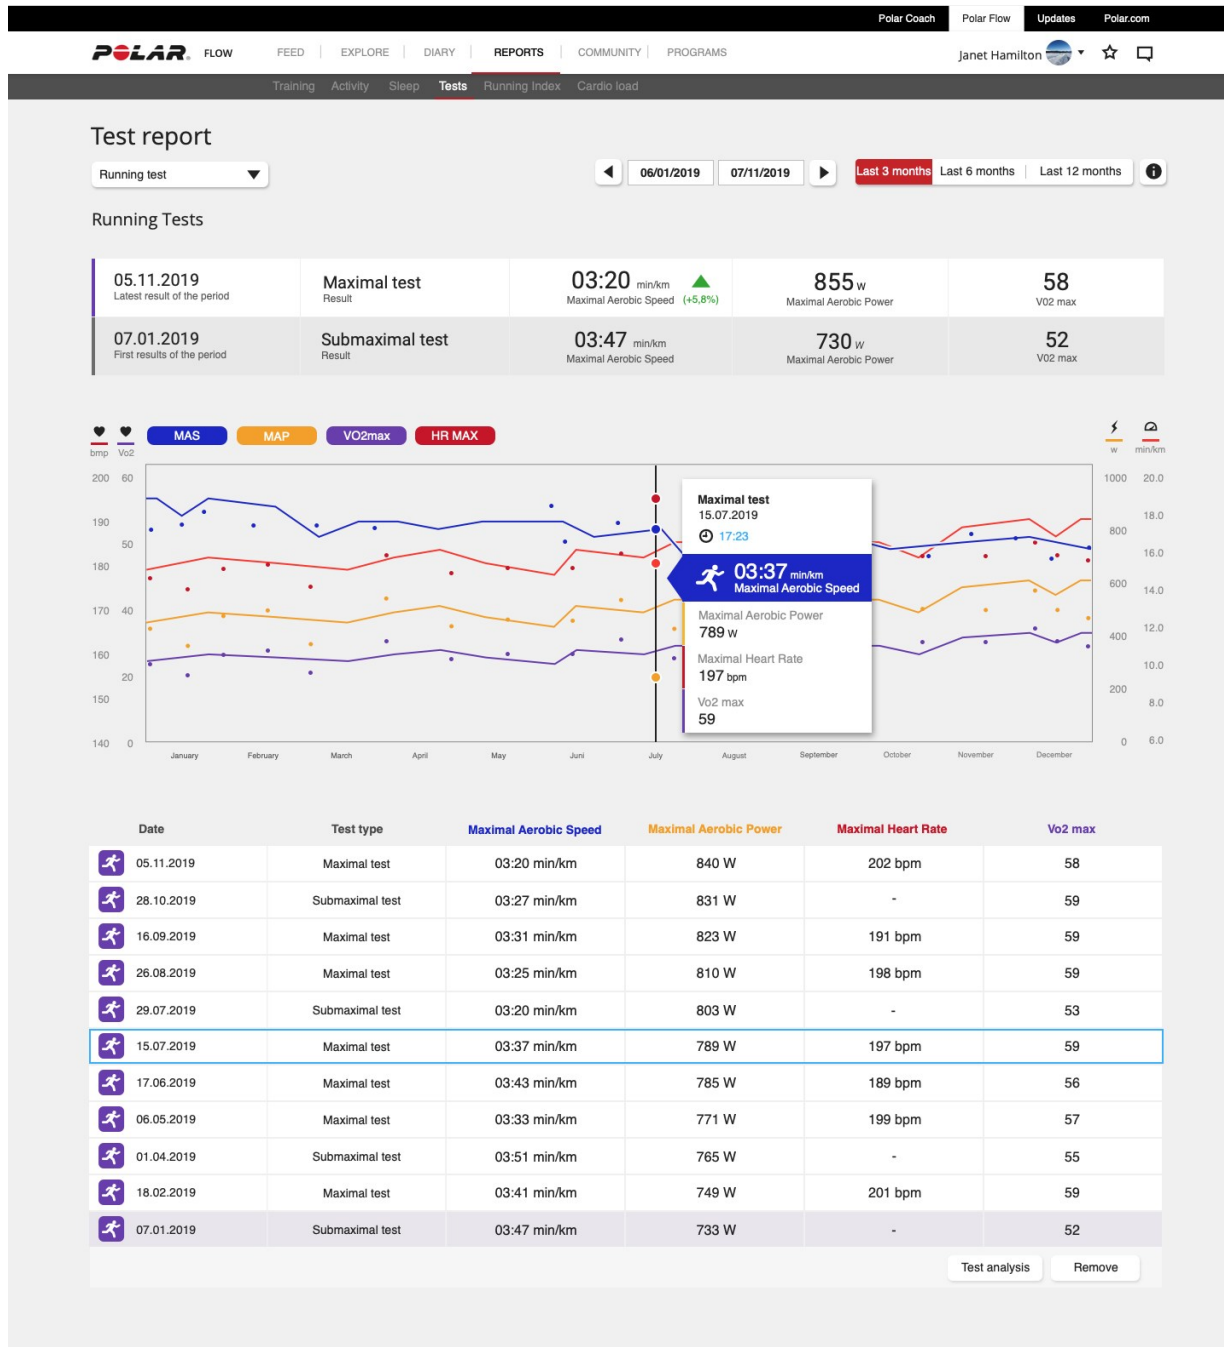 Polar Coach Polar Flow Updates Polar.com
POLAR. FLOW FEED EXPLORE DIARY REPORTS COMMUNITY PROGRAMS Janet Hamilton
Training Activity Sleep Tests Running Index Cardio load
Test report
Running test 06/01/2019 07/11/2019 Last 3 months Last 6 months Last 12 months
Running Tests
05.11.2019 Maximal test 03:20 min/km 855 w 58
Latest result of the period Result Maximal Aerobic Speed (+5,8%) Maximal Aerobic Power V02 max
07.01.2019 Submaximal test 03:47 min/km 730 w 52
First results of the period Result Maximal Aerobic Speed Maximal Aerobic Power V02 max
MAS MAP VO2max HR MAX
bmp Vo2 w min/km
200 60 1000 20.0
190 18.0
50 800
180 16.0
600 14.0
170 40
400 12.0
160 10.0
20 200
150 8.0
140 0 0 6.0
Maximal test
15.07.2019
17:23
03:37 min/km
Maximal Aerobic Speed
Maximal Aerobic Power
789 w
Maximal Heart Rate
197 bpm
Vo2 max
59
January February March April May Juni July August September October November December
Date Test type Maximal Aerobic Speed Maximal Aerobic Power Maximal Heart Rate Vo2 max
05.11.2019 Maximal test 03:20 min/km 840 W 202 bpm 58
28.10.2019 Submaximal test 03:27 min/km 831 W - 59
16.09.2019 Maximal test 03:31 min/km 823 W 191 bpm 59
26.08.2019 Maximal test 03:25 min/km 810 W 198 bpm 59
29.07.2019 Submaximal test 03:20 min/km 803 W - 53
15.07.2019 Maximal test 03:37 min/km 789 W 197 bpm 59
17.06.2019 Maximal test 03:43 min/km 785 W 189 bpm 56
06.05.2019 Maximal test 03:33 min/km 771 W 199 bpm 57
01.04.2019 Submaximal test 03:51 min/km 765 W - 55
18.02.2019 Maximal test 03:41 min/km 749 W 201 bpm 59
07.01.2019 Submaximal test 03:47 min/km 733 W - 52
Test analysis Remove